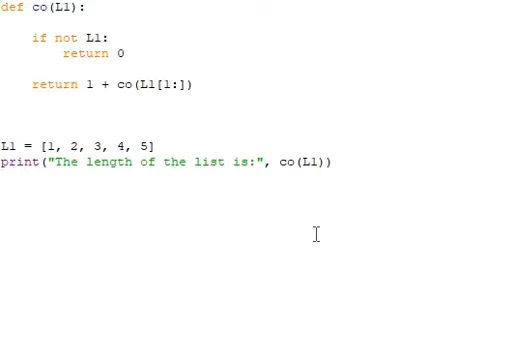 def co(L1):
    if not L1:
        return 0
    return 1 + co(L1[1:])
L1 = [1, 2, 3, 4, 5]
print("The length of the list is:", co(L1))